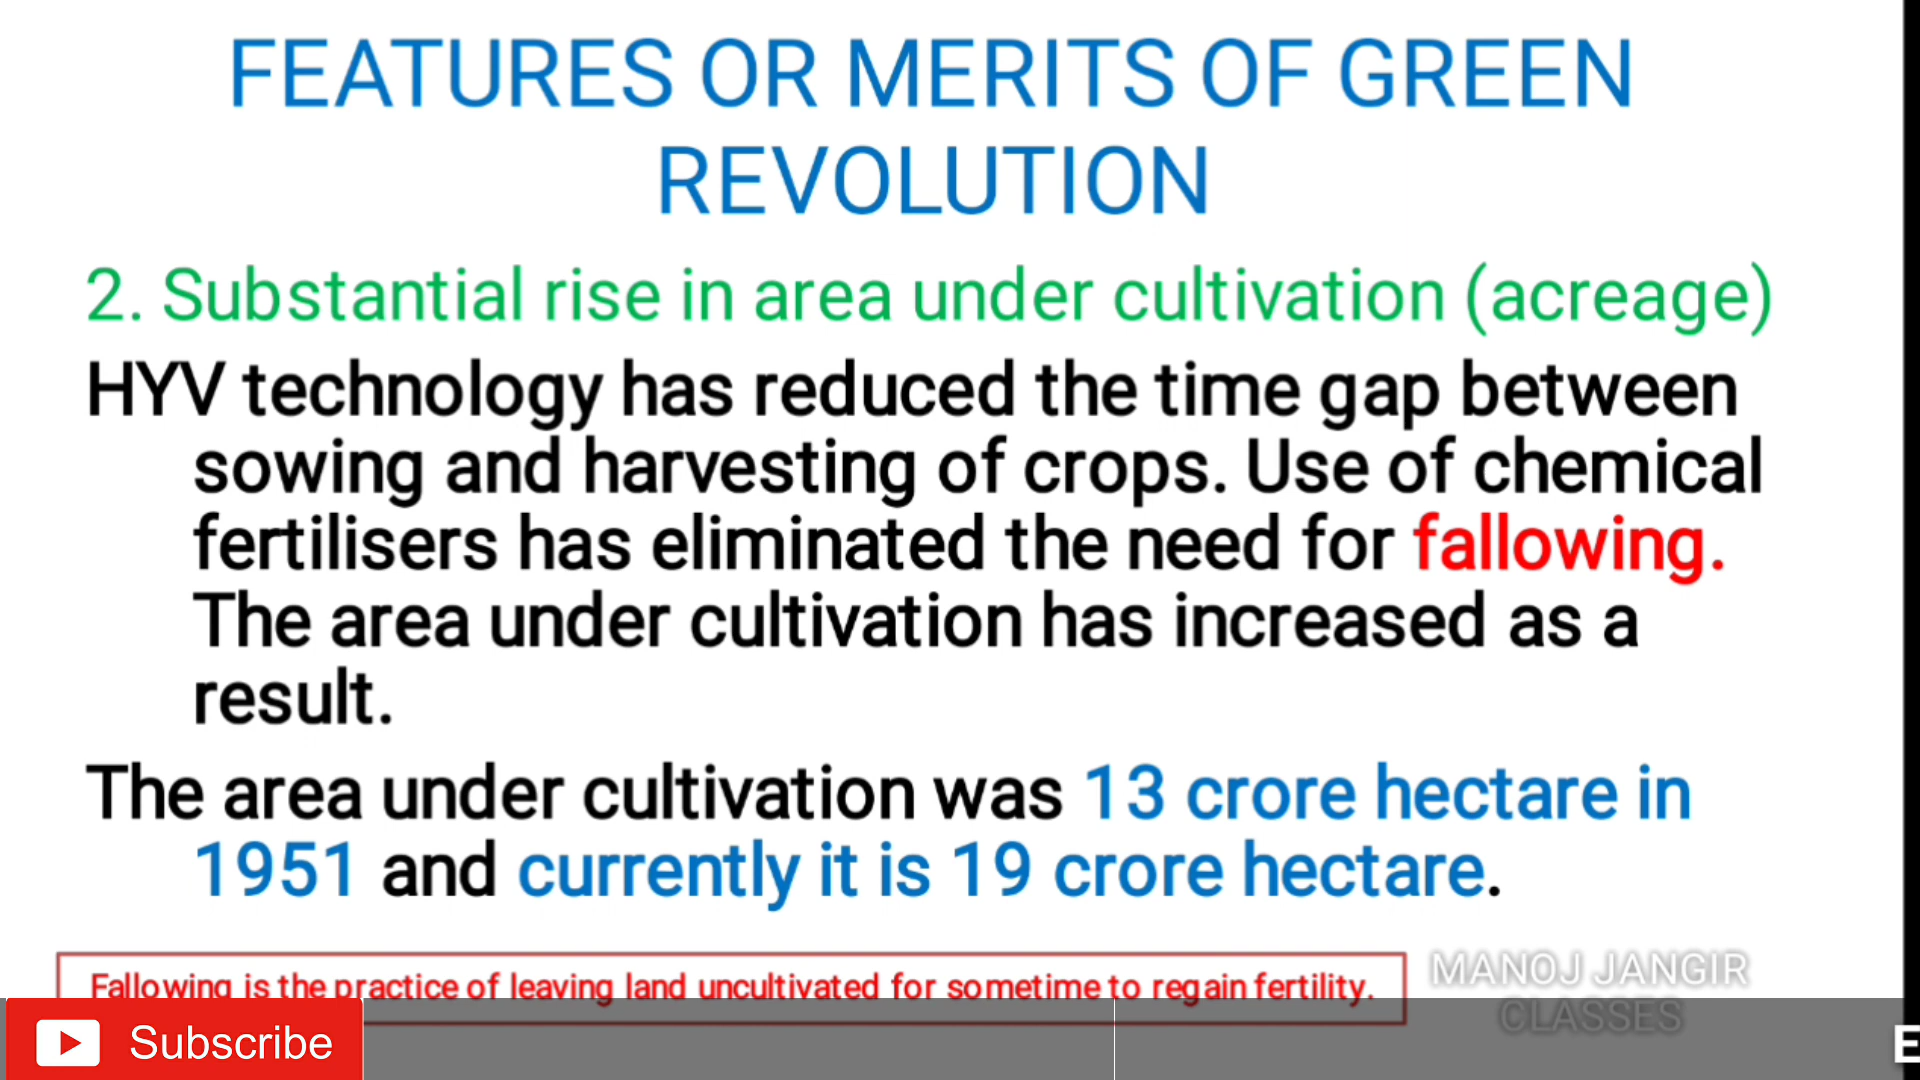 FEATURES OR MERITS OF GREEN
REVOLUTION
2. Substantial rise in area under cultivation (acreage)
HYV technology has reduced the time gap between
sowing and harvesting of crops. Use of chemical
fertilisers has eliminated the need for fallowing.
The area under cultivation has increased as a
result.
The area under cultivation was 13 crore hectare in
1951 and currently it is 19 crore hectare.
Fallowing is the practice of leaving land uncultivated for sometime to regain fertility.
MANOJ JANGIR
CLASSES
Subscribe